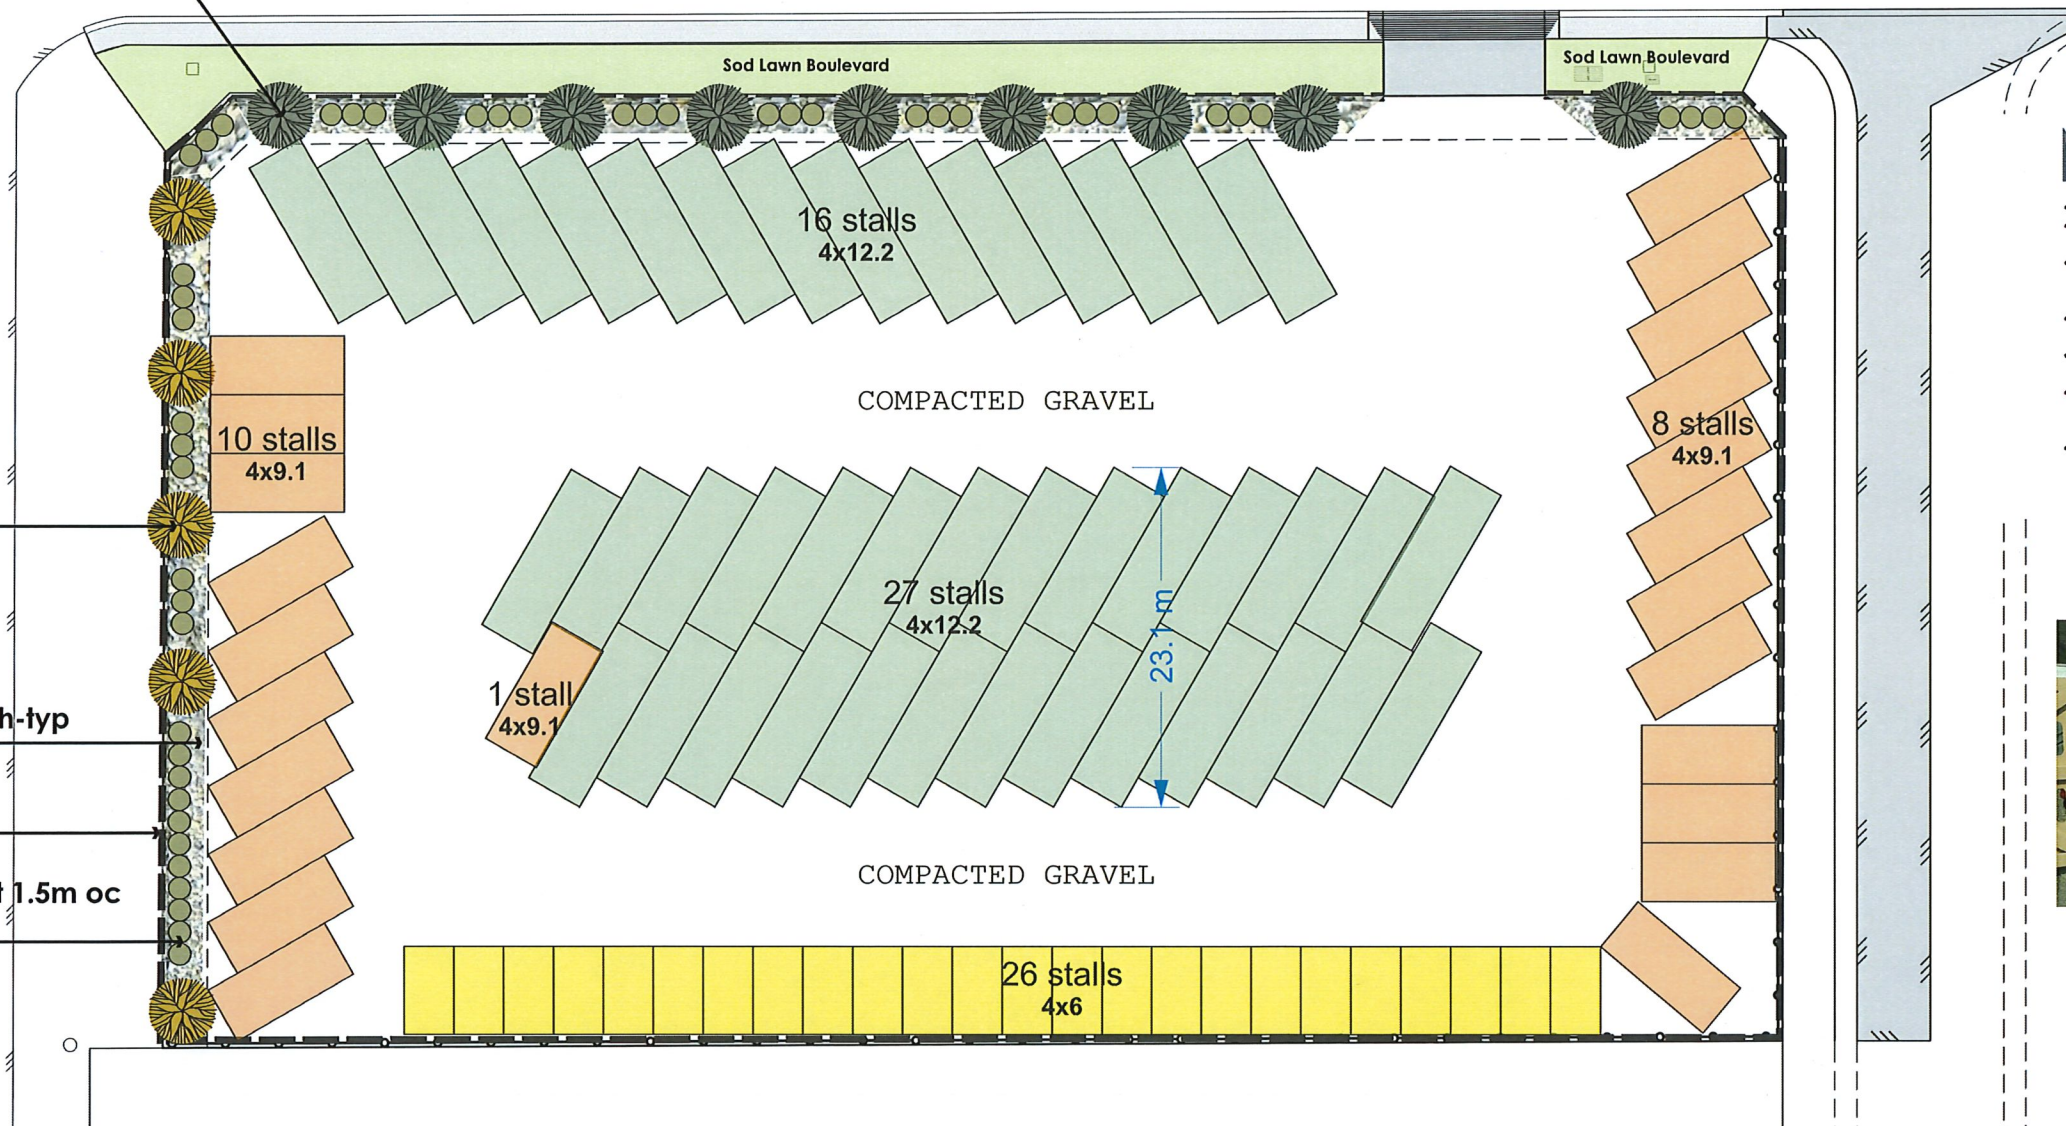 Sod Lawn Boulevard
Sod Lawn Boulevard
16 stalls
4x12.2
COMPACTED GRAVEL
10 stalls
4x9.1
8 stalls
4x9.1
27 stalls
4x12.2
23.1 m
1 stall
4x9.1
h-typ
COMPACTED GRAVEL
1.5m oc
26 stalls
4x6